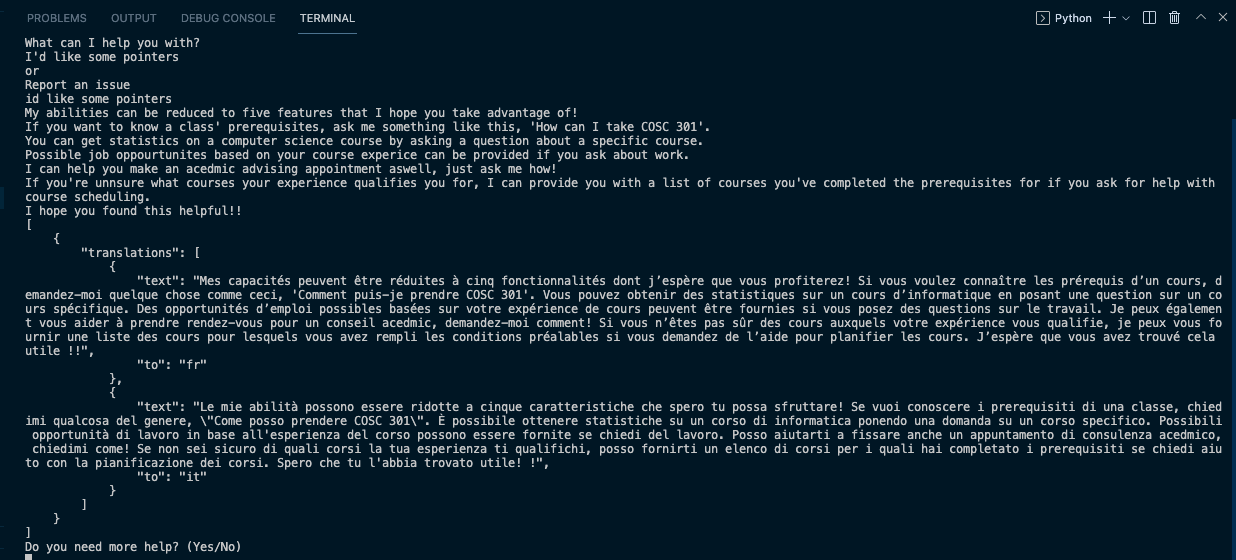 PROBLEMS OUTPUT DEBUG CONSOLE TERMINAL Python
What can I help you with?
I'd like some pointers
or
Report an issue
id like some pointers
My abilities can be reduced to five features that I hope you take advantage of!
If you want to know a class' prerequisites, ask me something like this, 'How can I take COSC 301'.
You can get statistics on a computer science course by asking a question about a specific course.
Possible job oppourtunites based on your course experice can be provided if you ask about work.
I can help you make an acedmic advising appointment aswell, just ask me how!
If you're unnsure what courses your experience qualifies you for, I can provide you with a list of courses you've completed the prerequisites for if you ask for help with
course scheduling.
I hope you found this helpful!!
[
    {
        "translations": [
            {
                "text": "Mes capacités peuvent être réduites à cinq fonctionnalités dont j’espère que vous profiterez! Si vous voulez connaître les prérequis d’un cours, d
emandez-moi quelque chose comme ceci, 'Comment puis-je prendre COSC 301'. Vous pouvez obtenir des statistiques sur un cours d’informatique en posant une question sur un co
urs spécifique. Des opportunités d’emploi possibles basées sur votre expérience de cours peuvent être fournies si vous posez des questions sur le travail. Je peux égalemen
t vous aider à prendre rendez-vous pour un conseil acedmic, demandez-moi comment! Si vous n’êtes pas sûr des cours auxquels votre expérience vous qualifie, je peux vous fo
urnir une liste des cours pour lesquels vous avez rempli les conditions préalables si vous demandez de l’aide pour planifier les cours. J’espère que vous avez trouvé cela
utile !!",
                "to": "fr"
            },
            {
                "text": "Le mie abilità possono essere ridotte a cinque caratteristiche che spero tu possa sfruttare! Se vuoi conoscere i prerequisiti di una classe, chied
imi qualcosa del genere, \"Come posso prendere COSC 301\". È possibile ottenere statistiche su un corso di informatica ponendo una domanda su un corso specifico. Possibili
 opportunità di lavoro in base all'esperienza del corso possono essere fornite se chiedi del lavoro. Posso aiutarti a fissare anche un appuntamento di consulenza acedmico,
 chiedimi come! Se non sei sicuro di quali corsi la tua esperienza ti qualifichi, posso fornirti un elenco di corsi per i quali hai completato i prerequisiti se chiedi aiu
to con la pianificazione dei corsi. Spero che tu l'abbia trovato utile! !",
                "to": "it"
            }
        ]
    }
]
Do you need more help? (Yes/No)